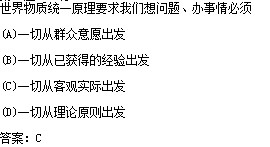 世界物质统一原理要求我们想问题、办事情必须
(A)一切从群众意愿出发
(B)一切从已获得的经验出发
(C)一切从客观实际出发
(D)一切从理论原则出发
答案：C